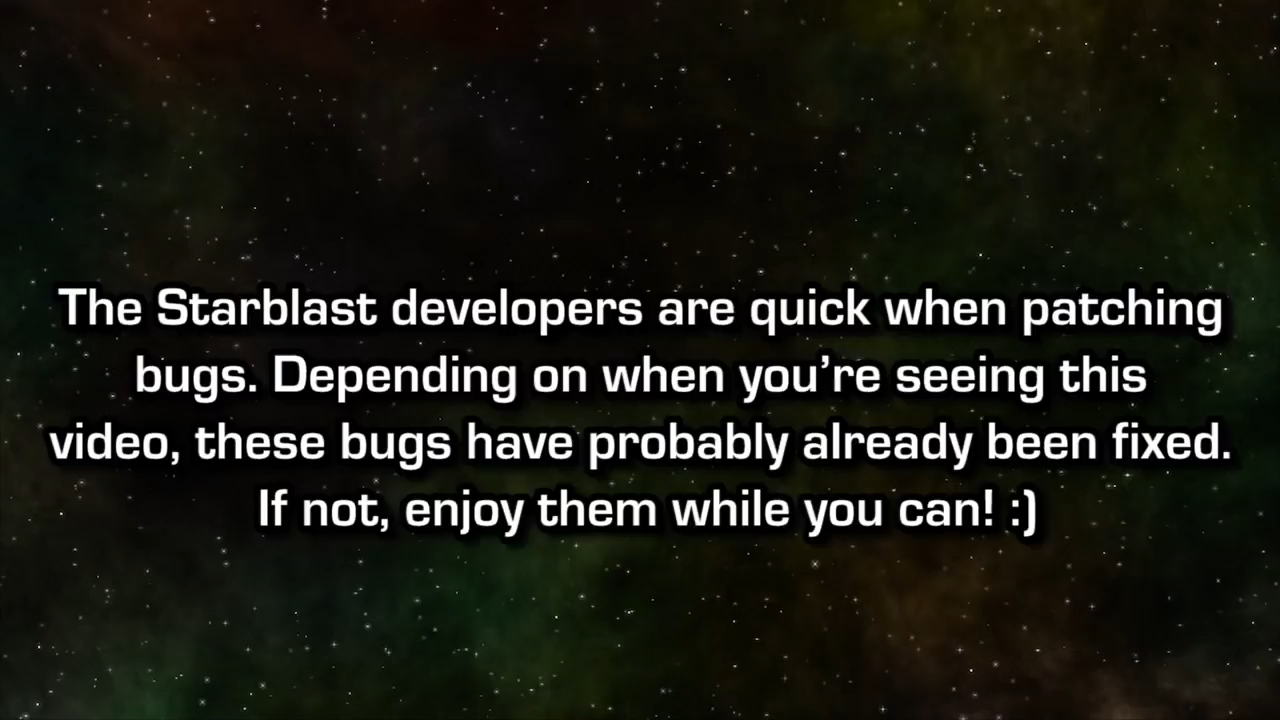 The Starblast developers are quick when patching
bugs. Depending on when you’re seeing this
video, these bugs have probably already been fixed.
If not, enjoy them while you can! :)